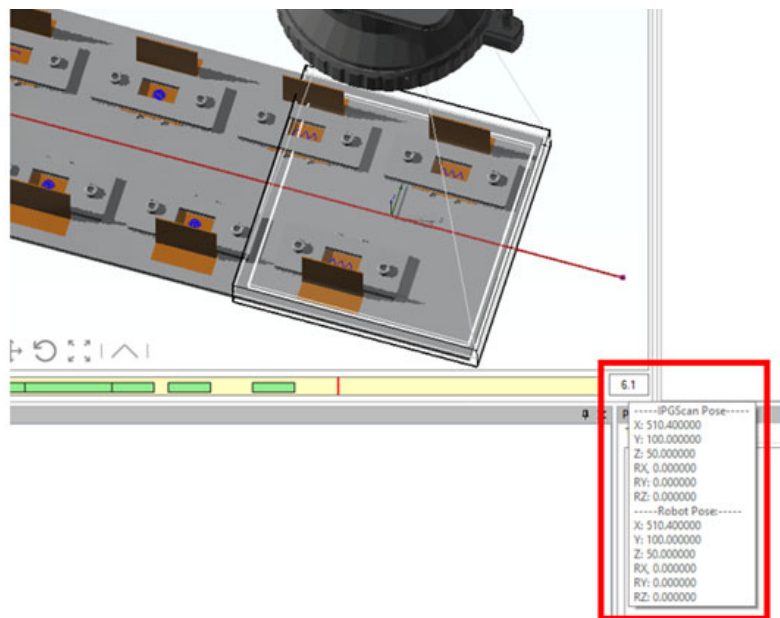 6.1
-----IPGScan Pose-----
X: 510.400000
Y: 100.000000
Z: 50.000000
RX, 0.000000
RY: 0.000000
RZ: 0.000000
-----Robot Pose:-----
X: 510.400000
Y: 100.000000
Z: 50.000000
RX, 0.000000
RY: 0.000000
RZ: 0.000000